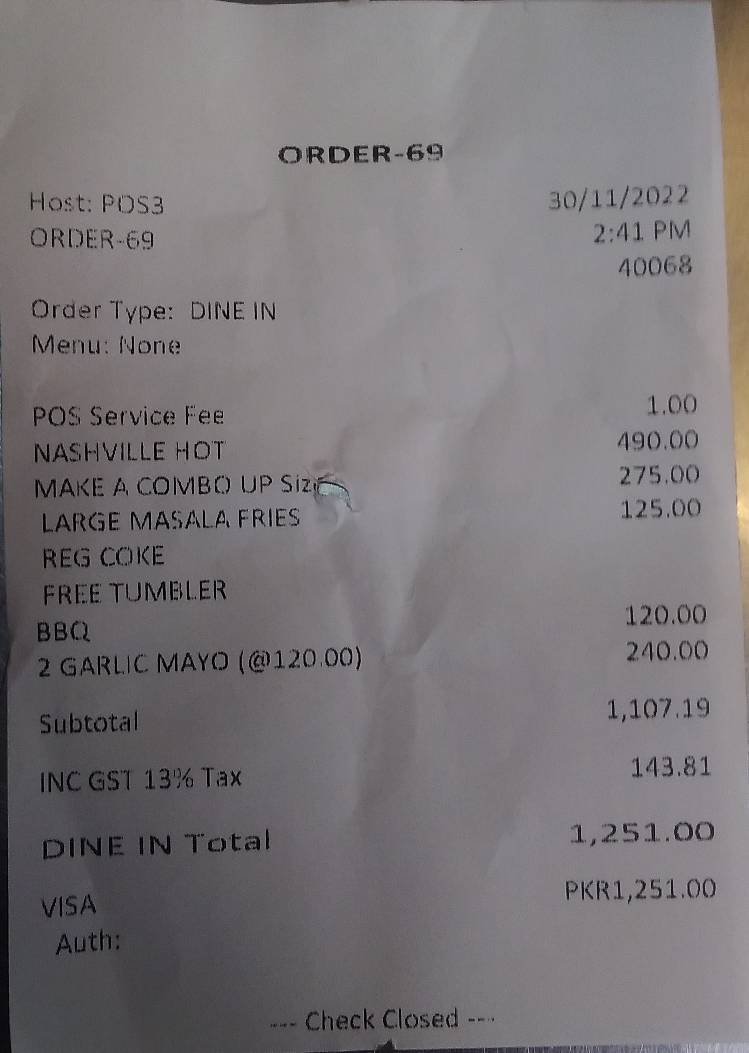 ORDER-69
Host: POS3 30/11/2022
ORDER-69 2:41 PM
40068
Order Type: DINE IN
Menu: None
POS Service Fee 1.00
NASHVILLE HOT 490.00
MAKE A COMBO UP Siz 275.00
LARGE MASALA FRIES 125.00
REG COKE
FREE TUMBLER
BBQ 120.00
2 GARLIC MAYO (@120.00) 240.00
Subtotal 1,107.19
INC GST 13% Tax 143.81
DINE IN Total 1,251.00
VISA PKR1,251.00
Auth:
--- Check Closed ---